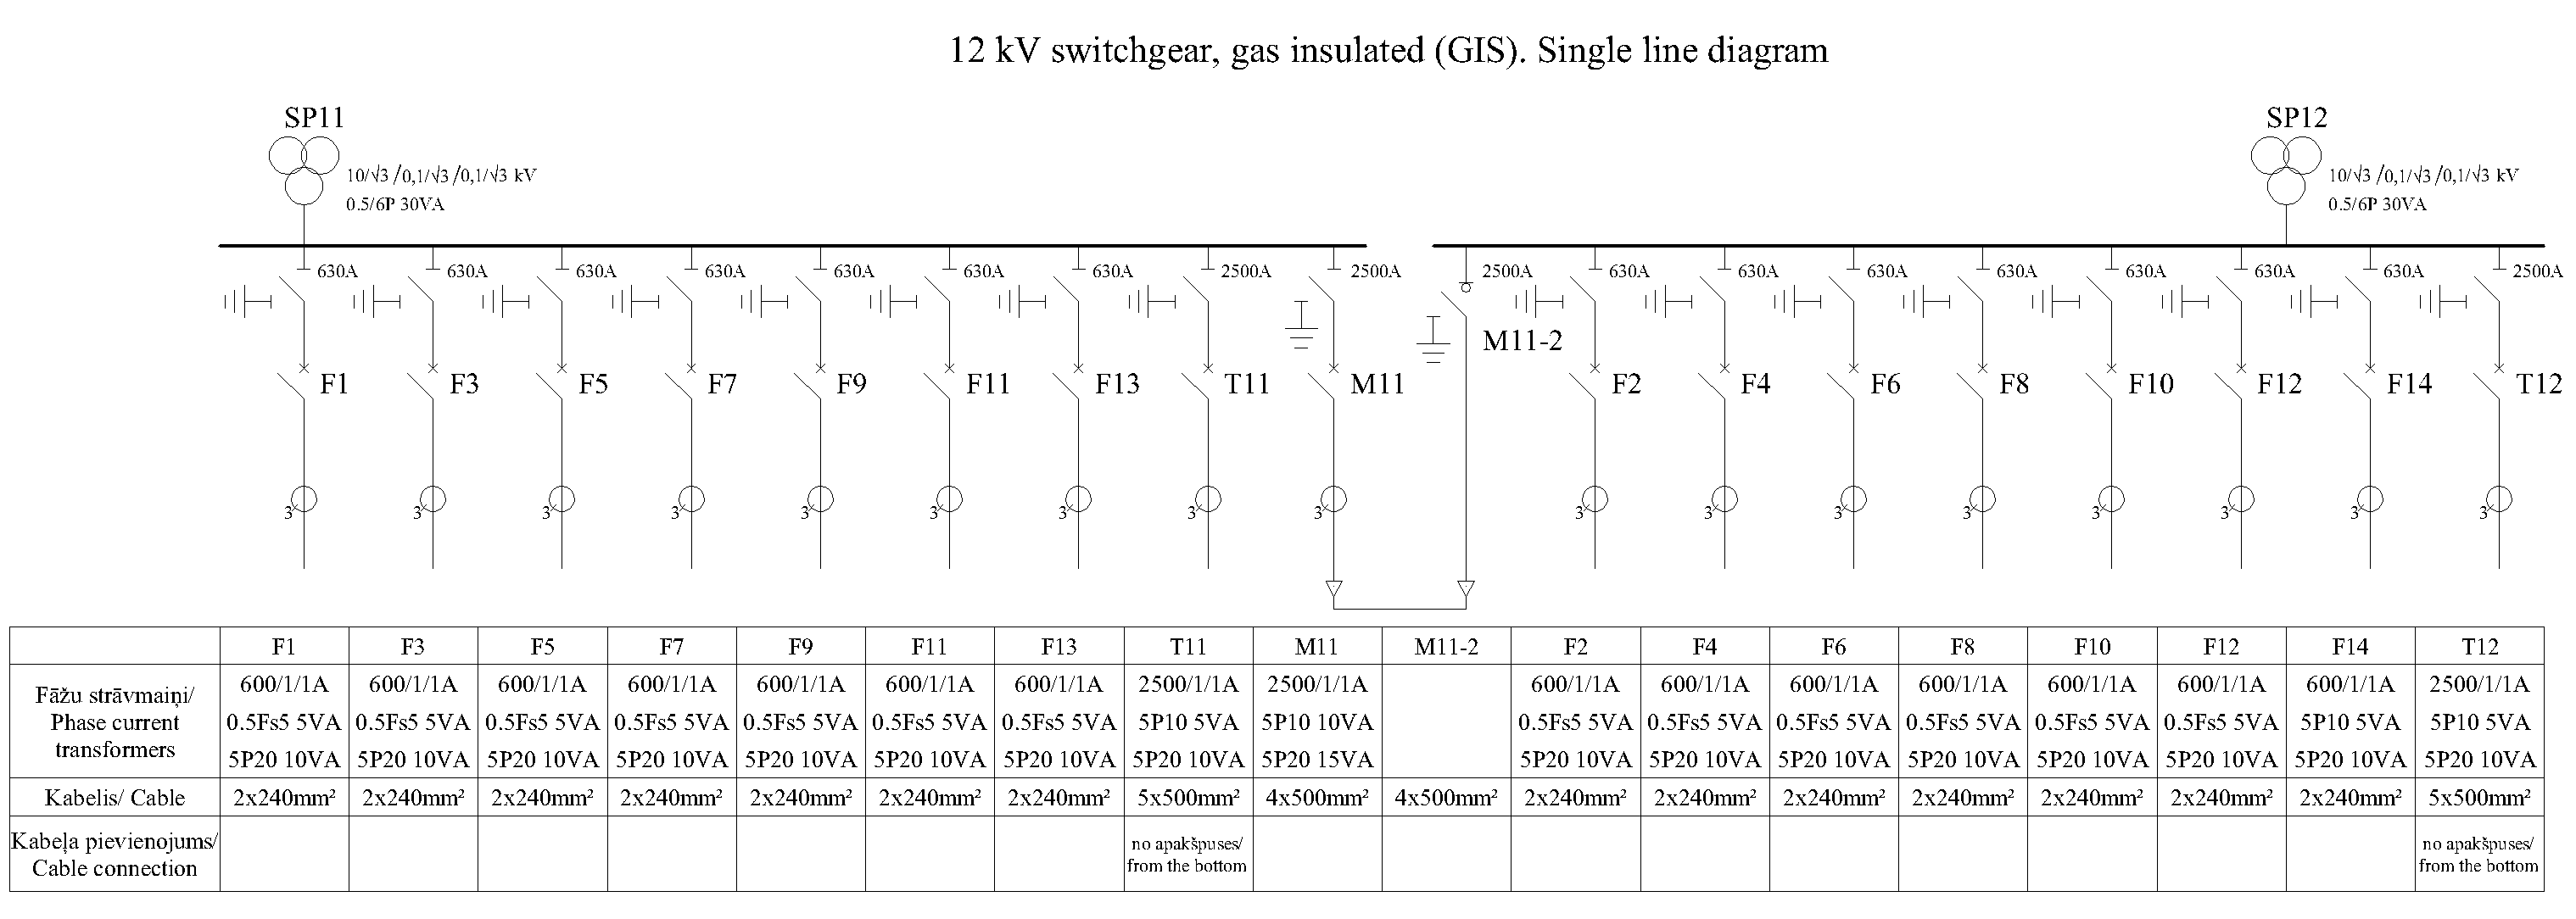 12 kV switchgear, gas insulated (GIS). Single line diagram
SP11
10/√3 /0,1/√3 /0,1/√3 kV
0.5/6P 30VA
SP12
10/√3 /0,1/√3 /0,1/√3 kV
0.5/6P 30VA
630A 630A 630A 630A 630A 630A 630A 2500A 2500A 2500A 630A 630A 630A 630A 630A 630A 630A 2500A
M11-2
F1 F3 F5 F7 F9 F11 F13 T11 M11 F2 F4 F6 F8 F10 F12 F14 T12
3 3 3 3 3 3 3 3 3 3 3 3 3 3 3 3 3
F1 F3 F5 F7 F9 F11 F13 T11 M11 M11-2 F2 F4 F6 F8 F10 F12 F14 T12
Fāžu strāvmaiņi/
Phase current
transformers
600/1/1A 600/1/1A 600/1/1A 600/1/1A 600/1/1A 600/1/1A 600/1/1A 2500/1/1A 2500/1/1A 600/1/1A 600/1/1A 600/1/1A 600/1/1A 600/1/1A 600/1/1A 600/1/1A 2500/1/1A
0.5Fs5 5VA 0.5Fs5 5VA 0.5Fs5 5VA 0.5Fs5 5VA 0.5Fs5 5VA 0.5Fs5 5VA 0.5Fs5 5VA 5P10 5VA 5P10 10VA 0.5Fs5 5VA 0.5Fs5 5VA 0.5Fs5 5VA 0.5Fs5 5VA 0.5Fs5 5VA 0.5Fs5 5VA 5P10 5VA 5P10 5VA
5P20 10VA 5P20 10VA 5P20 10VA 5P20 10VA 5P20 10VA 5P20 10VA 5P20 10VA 5P20 10VA 5P20 15VA 5P20 10VA 5P20 10VA 5P20 10VA 5P20 10VA 5P20 10VA 5P20 10VA 5P20 10VA 5P20 10VA
Kabelis/ Cable 2x240mm² 2x240mm² 2x240mm² 2x240mm² 2x240mm² 2x240mm² 2x240mm² 5x500mm² 4x500mm² 4x500mm² 2x240mm² 2x240mm² 2x240mm² 2x240mm² 2x240mm² 2x240mm² 2x240mm² 5x500mm²
Kabeļa pievienojums/
Cable connection
no apakšpuses/
from the bottom
no apakšpuses/
from the bottom